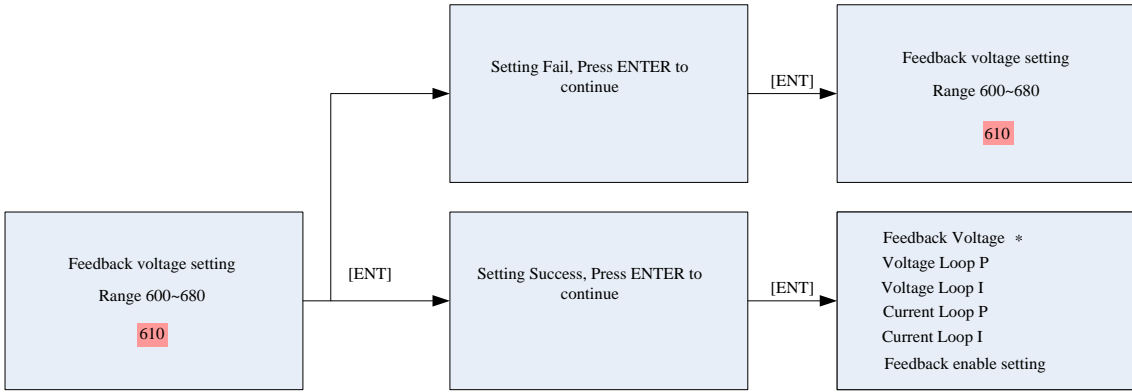 Setting Fail, Press ENTER to
continue
[ENT]
Feedback voltage setting
Range 600~680
610
Feedback voltage setting
Range 600~680
610
[ENT]
Setting Success, Press ENTER to
continue
[ENT]
Feedback Voltage *
Voltage Loop P
Voltage Loop I
Current Loop P
Current Loop I
Feedback enable setting